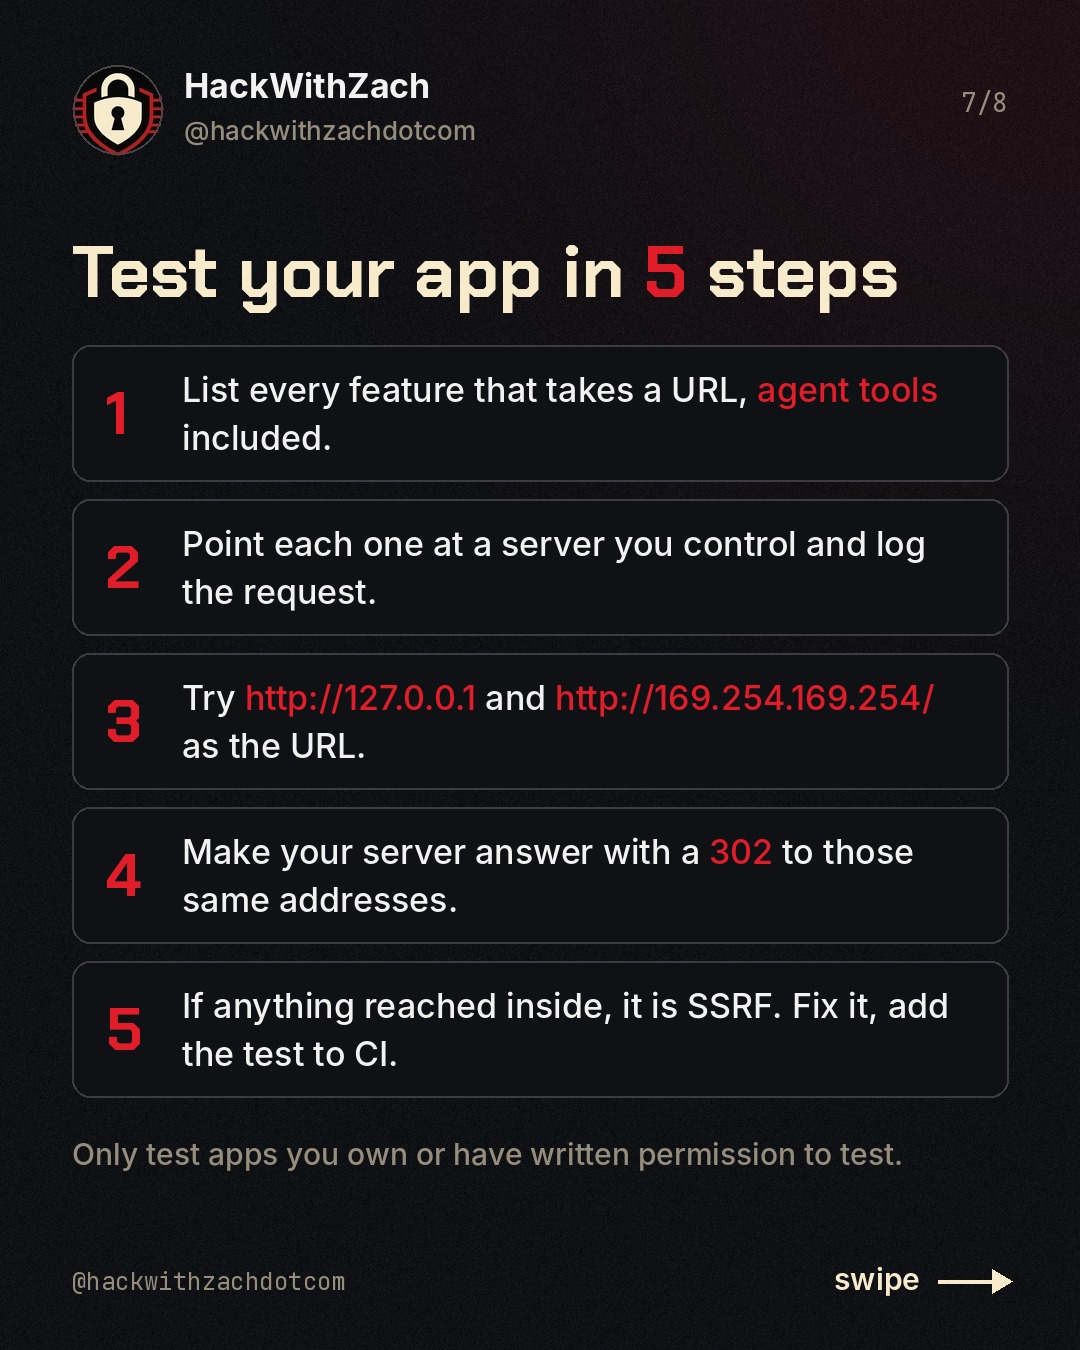 HackWithZach
@hackwithzachdotcom
7/8
Test your app in 5 steps
1
List every feature that takes a URL, agent tools
included.
2
Point each one at a server you control and log
the request.
3
Try http://127.0.0.1 and http://169.254.169.254/
as the URL.
4
Make your server answer with a 302 to those
same addresses.
5
If anything reached inside, it is SSRF. Fix it, add
the test to CI.
Only test apps you own or have written permission to test.
@hackwithzachdotcom
swipe